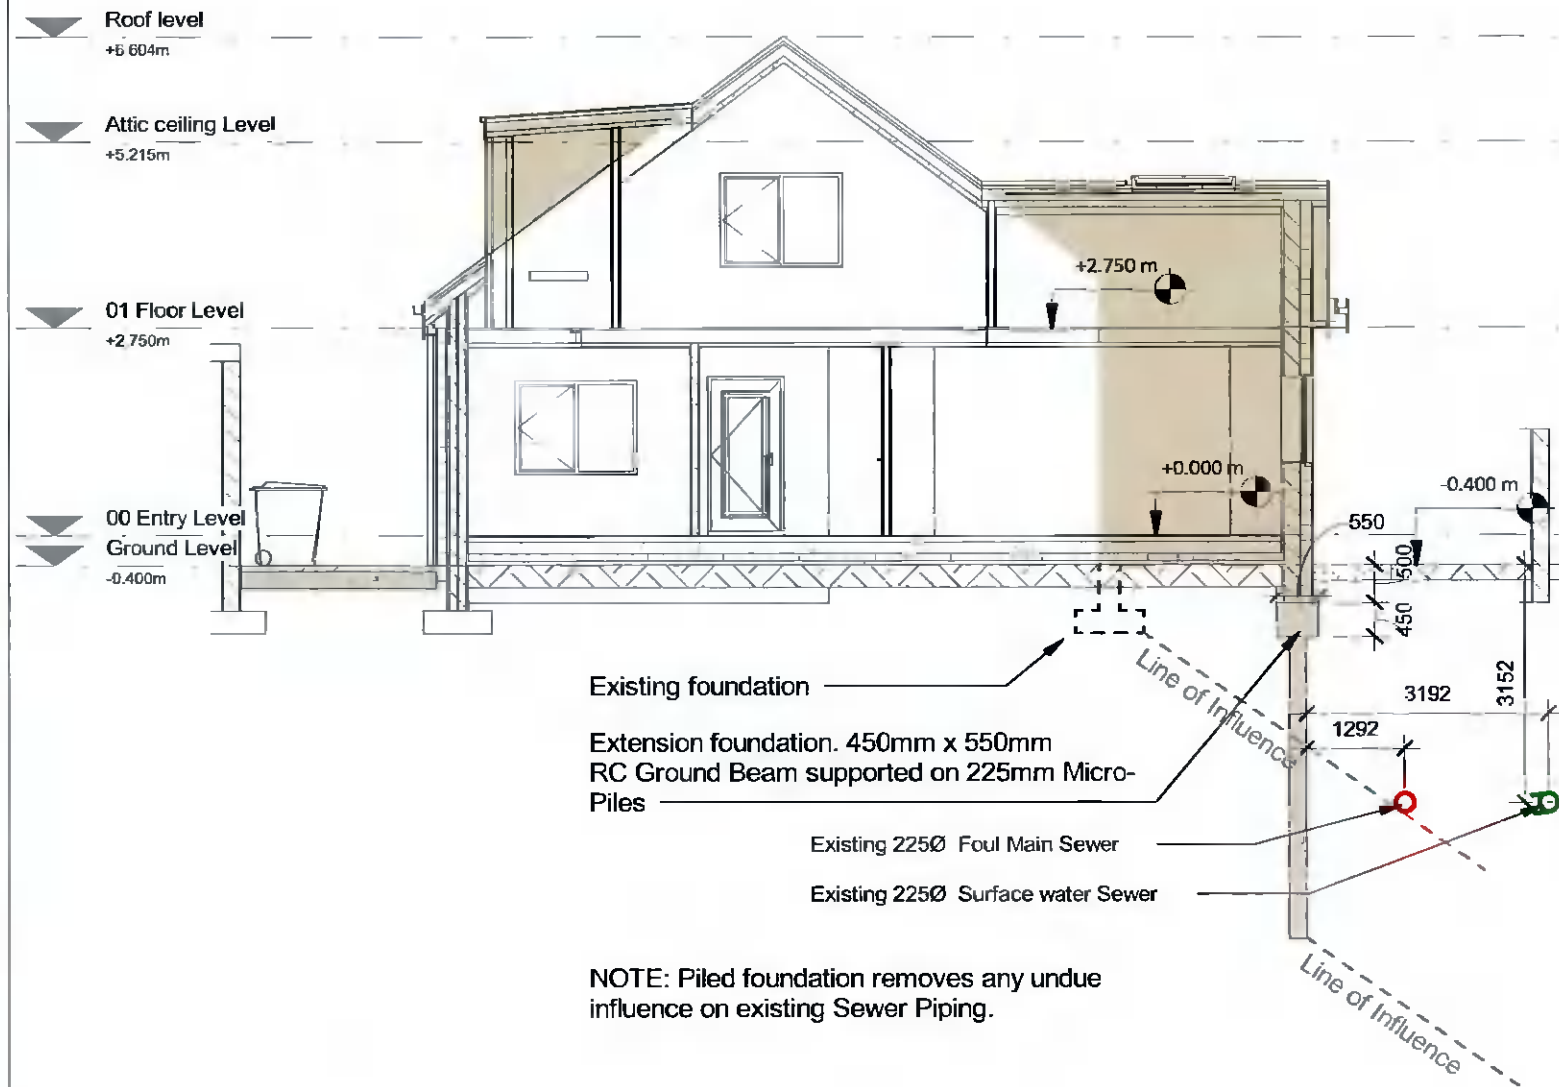 Roof level
+6 604m
Attic ceiling Level
+5.215m
01 Floor Level
+2 750m
+2.750 m
+0.000 m
-0.400 m
00 Entry Level
Ground Level
-0.400m
550
500
450
3192
3152
1292
Line of Influence
Existing foundation
Extension foundation. 450mm x 550mm
RC Ground Beam supported on 225mm Micro-
Piles
Existing 225Ø Foul Main Sewer
Existing 225Ø Surface water Sewer
NOTE: Piled foundation removes any undue
influence on existing Sewer Piping.
Line of Influence